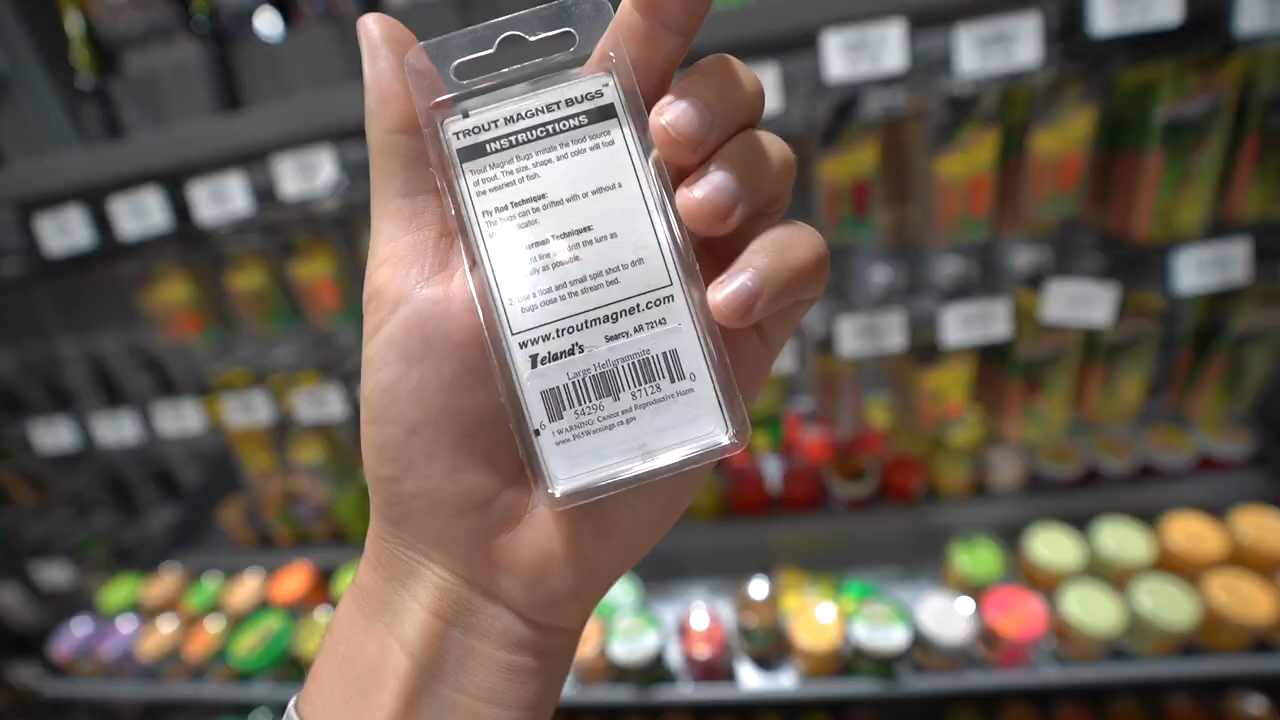 TROUT MAGNET BUGS™
INSTRUCTIONS
Trout Magnet Bugs imitate the food source
of trout. The size, shape, and color will fool
the weariest of fish.
Fly Rod Technique:
The bugs can be drifted with or without a
Techniques:
drift the lure as
as possible.
2. Use a float and small split shot to drift
bugs close to the stream bed.
www.troutmagnet.com
Leland's Searcy, AR 72143
Large Hellgrammite
6 54296 87128 0
! WARNING: Cancer and Reproductive Harm
www.P65Warnings.ca.gov